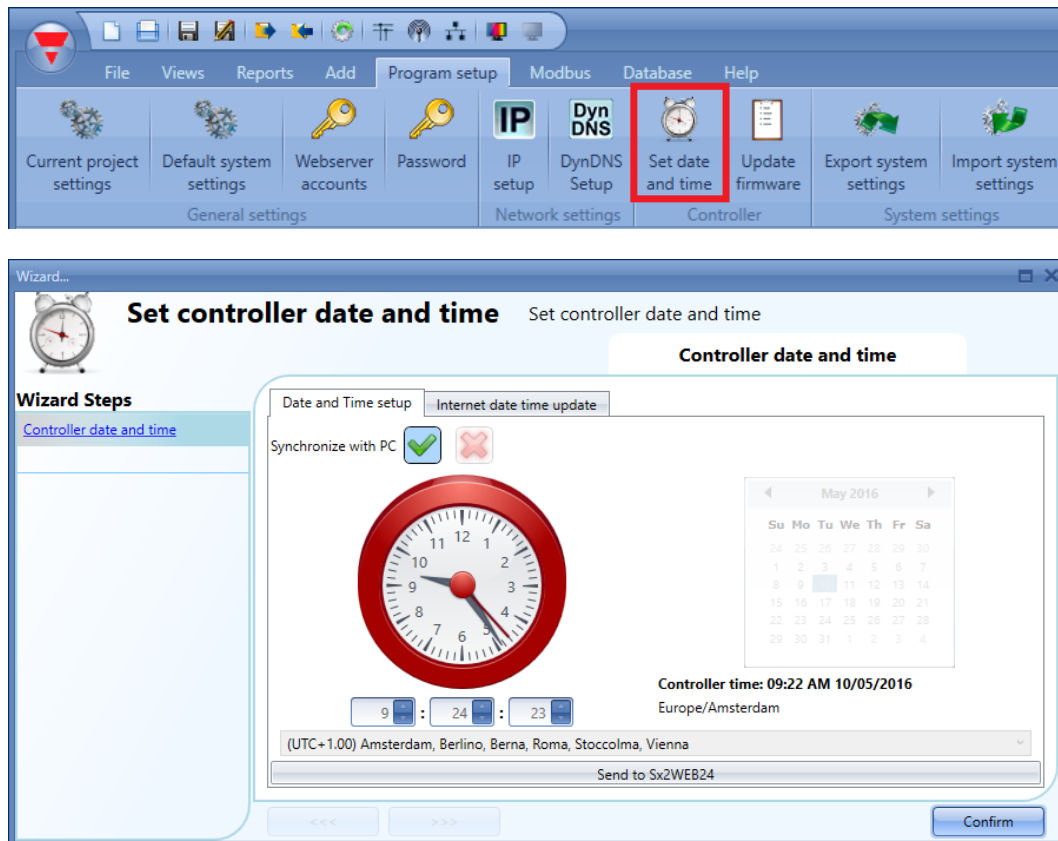 File Views Reports Add Program setup Modbus Database Help
Current project settings
Default system settings
Webserver accounts
Password
IP
IP setup
Dyn DNS
DynDNS Setup
Set date and time
Update firmware
Export system settings
Import system settings
General settings
Network settings
Controller
System settings
Wizard...
Set controller date and time
Set controller date and time
Controller date and time
Wizard Steps
Controller date and time
Date and Time setup
Internet date time update
Synchronize with PC
12
1
2
3
4
5
6
7
8
9
10
11
9 : 24 : 23
May 2016
Su Mo Tu We Th Fr Sa
24 25 26 27 28 29 30
1 2 3 4 5 6 7
8 9 10 11 12 13 14
15 16 17 18 19 20 21
22 23 24 25 26 27 28
29 30 31 1 2 3 4
Controller time: 09:22 AM 10/05/2016
Europe/Amsterdam
(UTC+1.00) Amsterdam, Berlino, Berna, Roma, Stoccolma, Vienna
Send to Sx2WEB24
<<<
>>>
Confirm